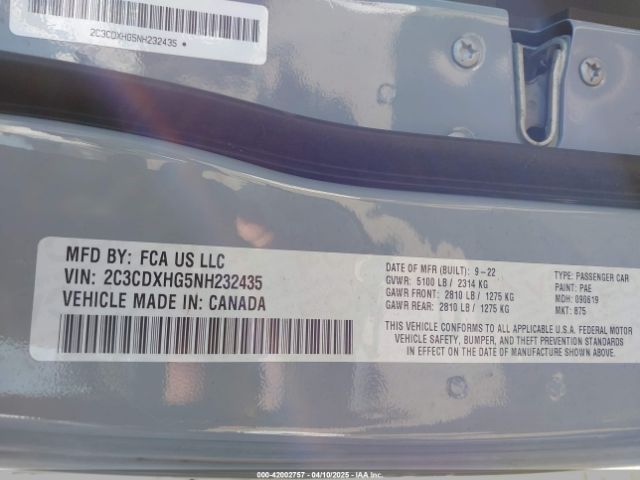 2C3CDXHG5NH232435
MFD BY: FCA US LLC
VIN: 2C3CDXHG5NH232435
VEHICLE MADE IN: CANADA
DATE OF MFR (BUILT): 9-22
GVWR: 5100 LB / 2314 KG
GAWR FRONT: 2810 LB / 1275 KG
GAWR REAR: 2810 LB / 1275 KG
TYPE: PASSENGER CAR
PAINT: PAE
MDH: 090619
MKT: 875
THIS VEHICLE CONFORMS TO ALL APPLICABLE U.S.A. FEDERAL MOTOR
VEHICLE SAFETY, BUMPER, AND THEFT PREVENTION STANDARDS
IN EFFECT ON THE DATE OF MANUFACTURE SHOWN ABOVE.
000-42002757 - 04/10/2025 - IAA Inc.